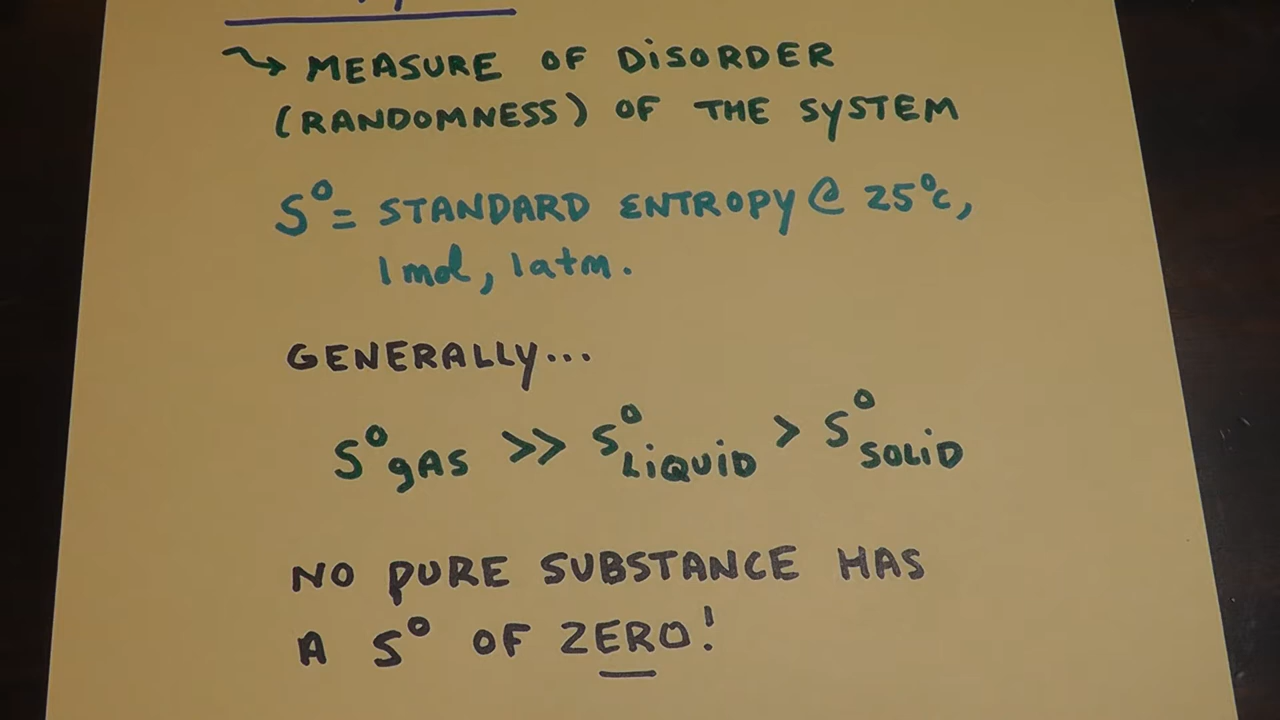 MEASURE OF DISORDER
(RANDOMNESS) OF THE SYSTEM
S° = STANDARD ENTROPY @ 25°C,
1 mol, 1 atm.
GENERALLY...
S°gAS >> S°LIQUID > S°SOLID
NO PURE SUBSTANCE HAS
A S° OF ZERO!